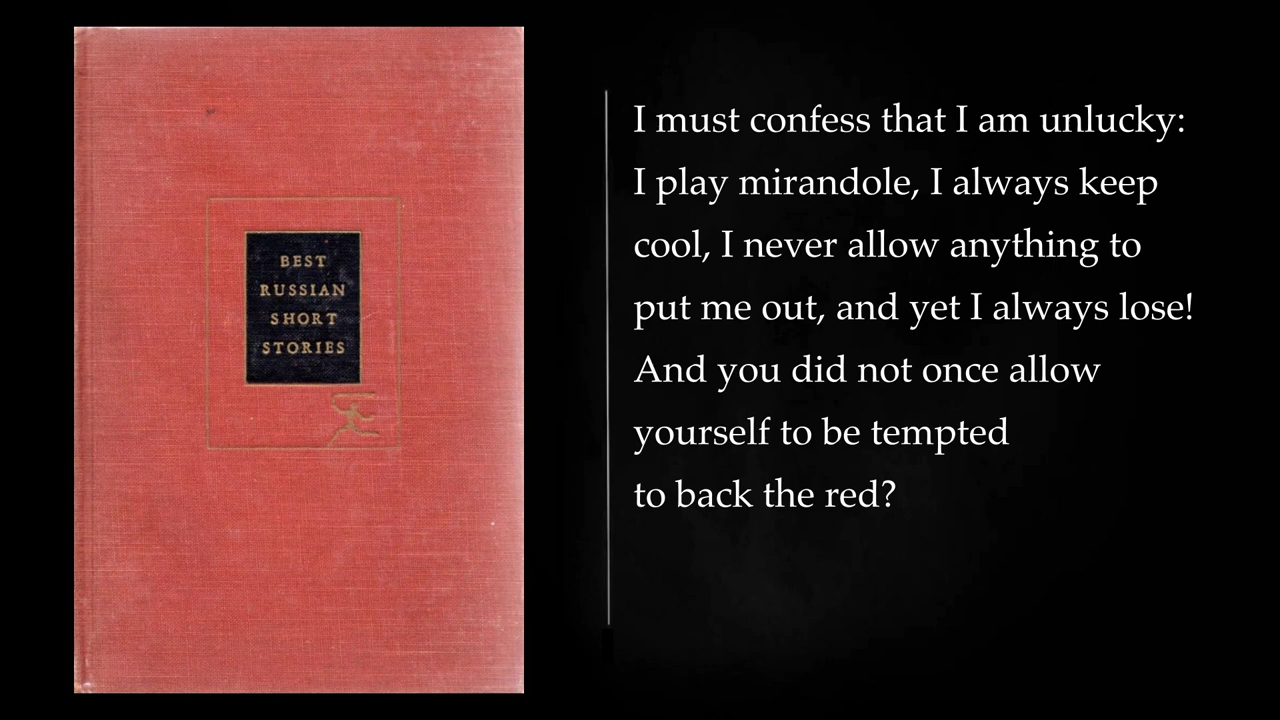 BEST
RUSSIAN
SHORT
STORIES
I must confess that I am unlucky:
I play mirandole, I always keep
cool, I never allow anything to
put me out, and yet I always lose!
And you did not once allow
yourself to be tempted
to back the red?